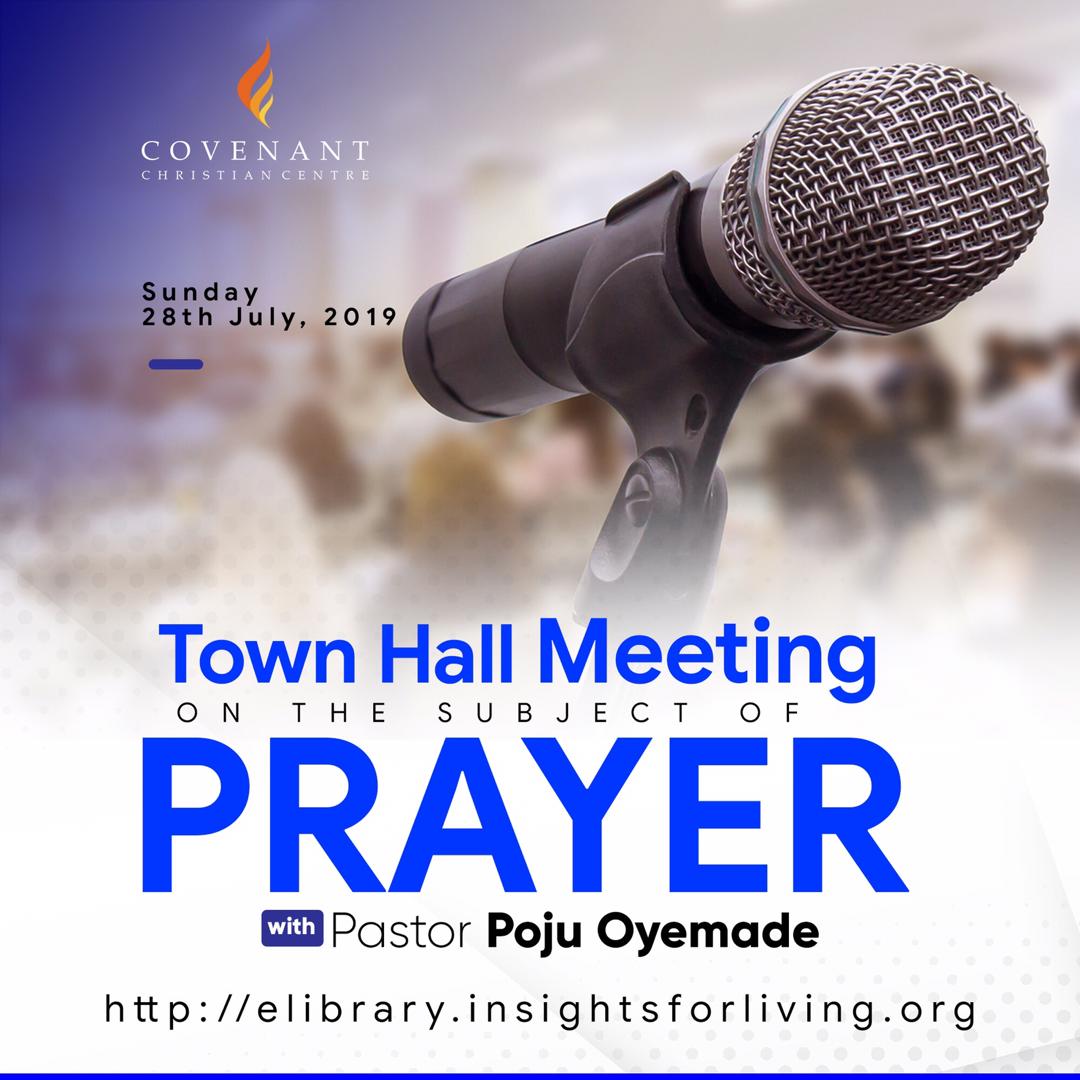 COVENANT
CHRISTIAN CENTRE
Sunday
28th July, 2019
Town Hall Meeting
ON THE SUBJECT OF
PRAYER
with Pastor Poju Oyemade
http://elibrary.insightsforliving.org